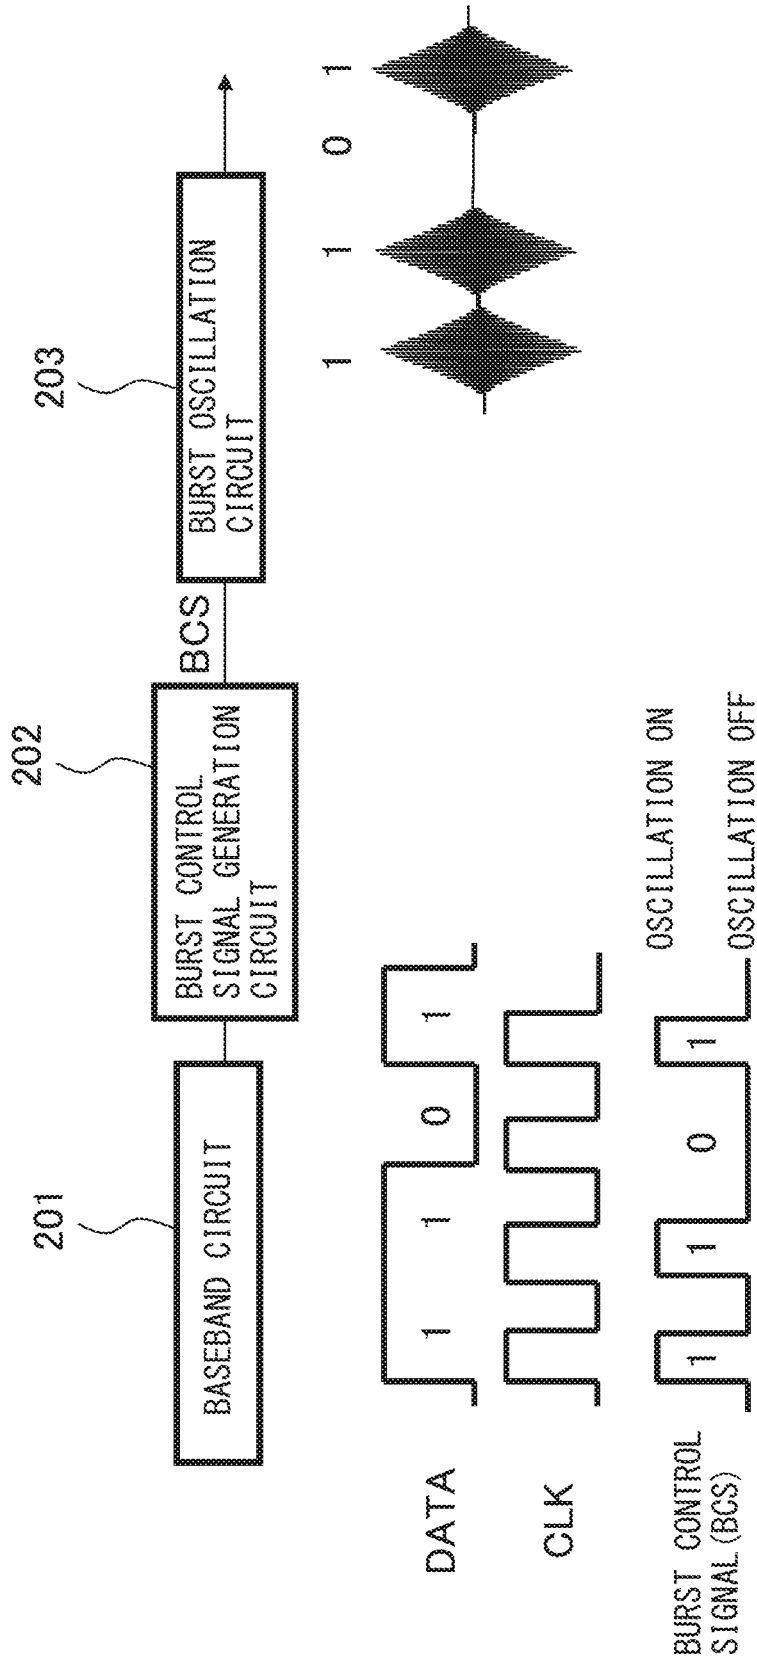 201
BASEBAND CIRCUIT
202
BURST CONTROL
SIGNAL GENERATION
CIRCUIT
BCS
203
BURST OSCILLATION
CIRCUIT
1 1 0 1
DATA
1 1 0 1
CLK
BURST CONTROL
SIGNAL(BCS)
1 1 0 1
OSCILLATION ON
OSCILLATION OFF